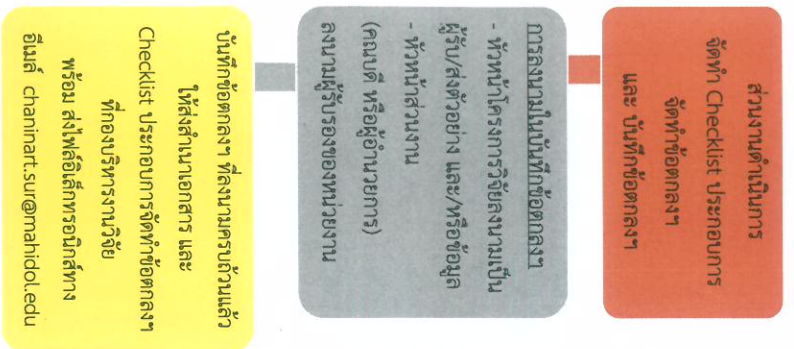 ส่วนงานดำเนินการ
จัดทำ Checklist ประกอบการ
จัดทำข้อตกลงฯ
และ บันทึกข้อตกลงฯ
การลงนามในบันทึกข้อตกลงฯ
- หัวหน้าโครงการวิจัยลงนามเป็น
ผู้รับ/ส่งตัวอย่าง และ/หรือข้อมูล
- หัวหน้าส่วนงาน
(คณบดี หรือผู้อำนวยการ)
ลงนามผู้รับรองของหน่วยงาน
บันทึกข้อตกลงฯ ที่ลงนามครบถ้วนแล้ว
ให้ส่งสำเนาเอกสาร และ
Checklist ประกอบการจัดทำข้อตกลงฯ
ที่กองบริหารงานวิจัย
พร้อม ส่งไฟล์อิเล็กทรอนิกส์ทาง
อีเมล์ chaninart.sur@mahidol.edu